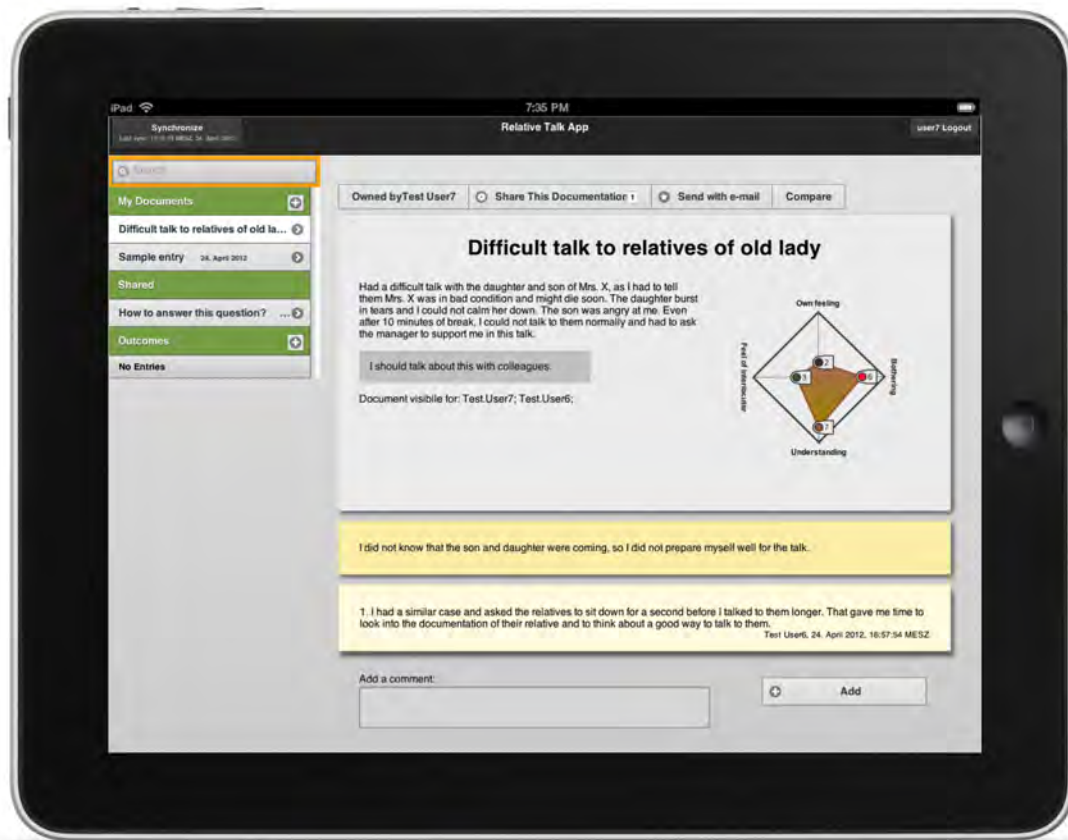 iPad
7:35 PM
Synchronize
Relative Talk App
user7 Logout
Search
My Documents
Difficult talk to relatives of old la...
Sample entry 24. April 2012
Shared
How to answer this question? ...
Outcomes
No Entries
Owned byTest User7
Share This Documentation 1
Send with e-mail
Compare
Difficult talk to relatives of old lady
Had a difficult talk with the daughter and son of Mrs. X, as I had to tell
them Mrs. X was in bad condition and might die soon. The daughter burst
in tears and I could not calm her down. The son was angry at me. Even
after 10 minutes of break, I could not talk to them normally and had to ask
the manager to support me in this talk.
I should talk about this with colleagues.
Document visibile for: Test.User7; Test.User6;
Own feeling
Feel of interlocutor
Bothering
2
3
6
7
Understanding
I did not know that the son and daughter were coming, so I did not prepare myself well for the talk.
1. I had a similar case and asked the relatives to sit down for a second before I talked to them longer. That gave me time to
look into the documentation of their relative and to think about a good way to talk to them.
Test User6, 24. April 2012, 16:57:54 MESZ
Add a comment:
Add